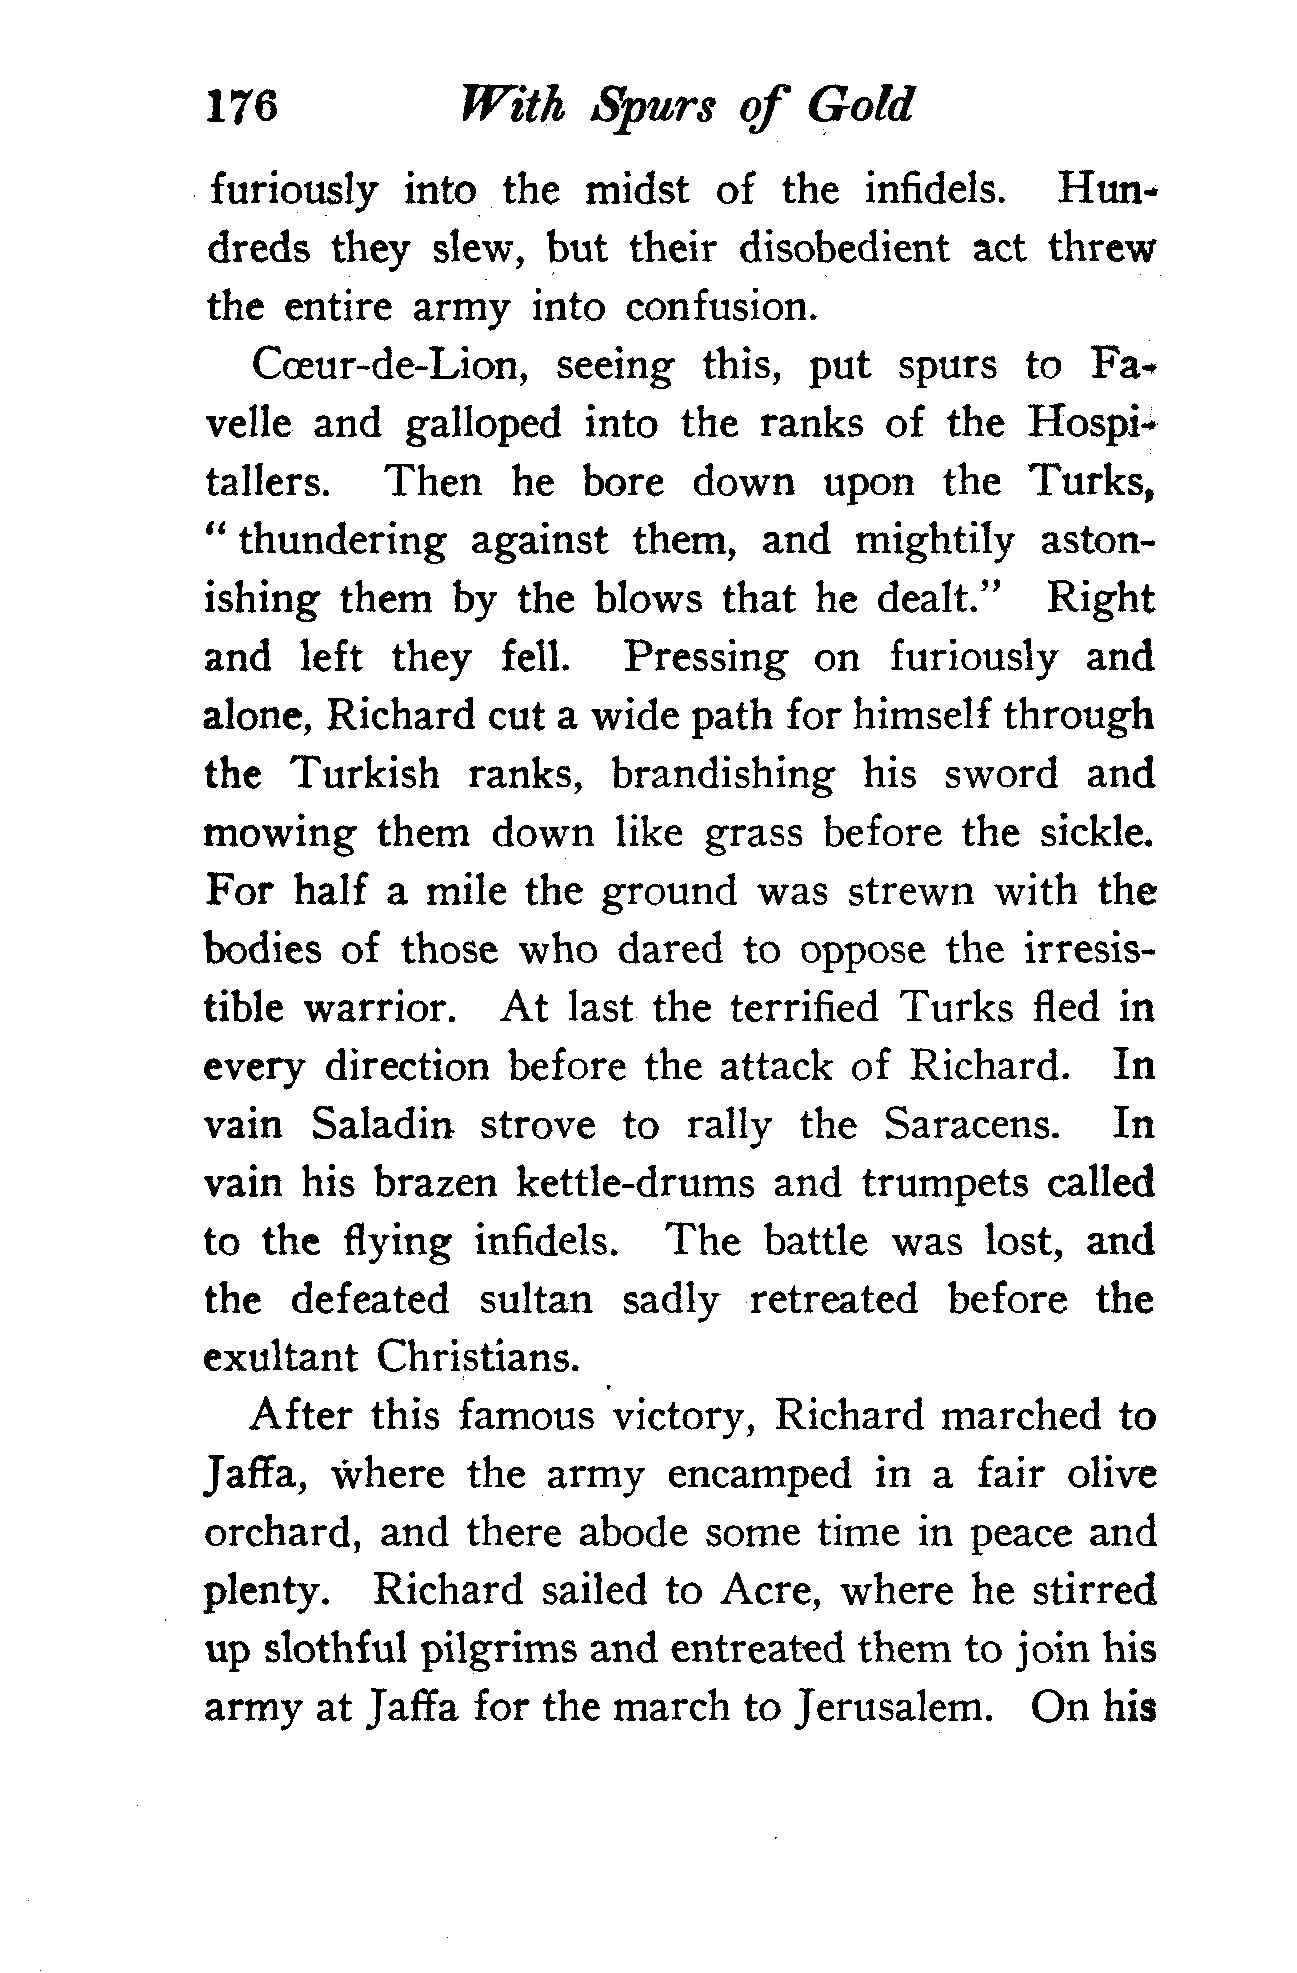 176 With Spurs of Gold
furiously into the midst of the infidels. Hun-
dreds they slew, but their disobedient act threw
the entire army into confusion.
Cœur-de-Lion, seeing this, put spurs to Fa-
velle and galloped into the ranks of the Hospi-
tallers. Then he bore down upon the Turks,
“ thundering against them, and mightily aston-
ishing them by the blows that he dealt.” Right
and left they fell. Pressing on furiously and
alone, Richard cut a wide path for himself through
the Turkish ranks, brandishing his sword and
mowing them down like grass before the sickle.
For half a mile the ground was strewn with the
bodies of those who dared to oppose the irresis-
tible warrior. At last the terrified Turks fled in
every direction before the attack of Richard. In
vain Saladin strove to rally the Saracens. In
vain his brazen kettle-drums and trumpets called
to the flying infidels. The battle was lost, and
the defeated sultan sadly retreated before the
exultant Christians.
After this famous victory, Richard marched to
Jaffa, where the army encamped in a fair olive
orchard, and there abode some time in peace and
plenty. Richard sailed to Acre, where he stirred
up slothful pilgrims and entreated them to join his
army at Jaffa for the march to Jerusalem. On his